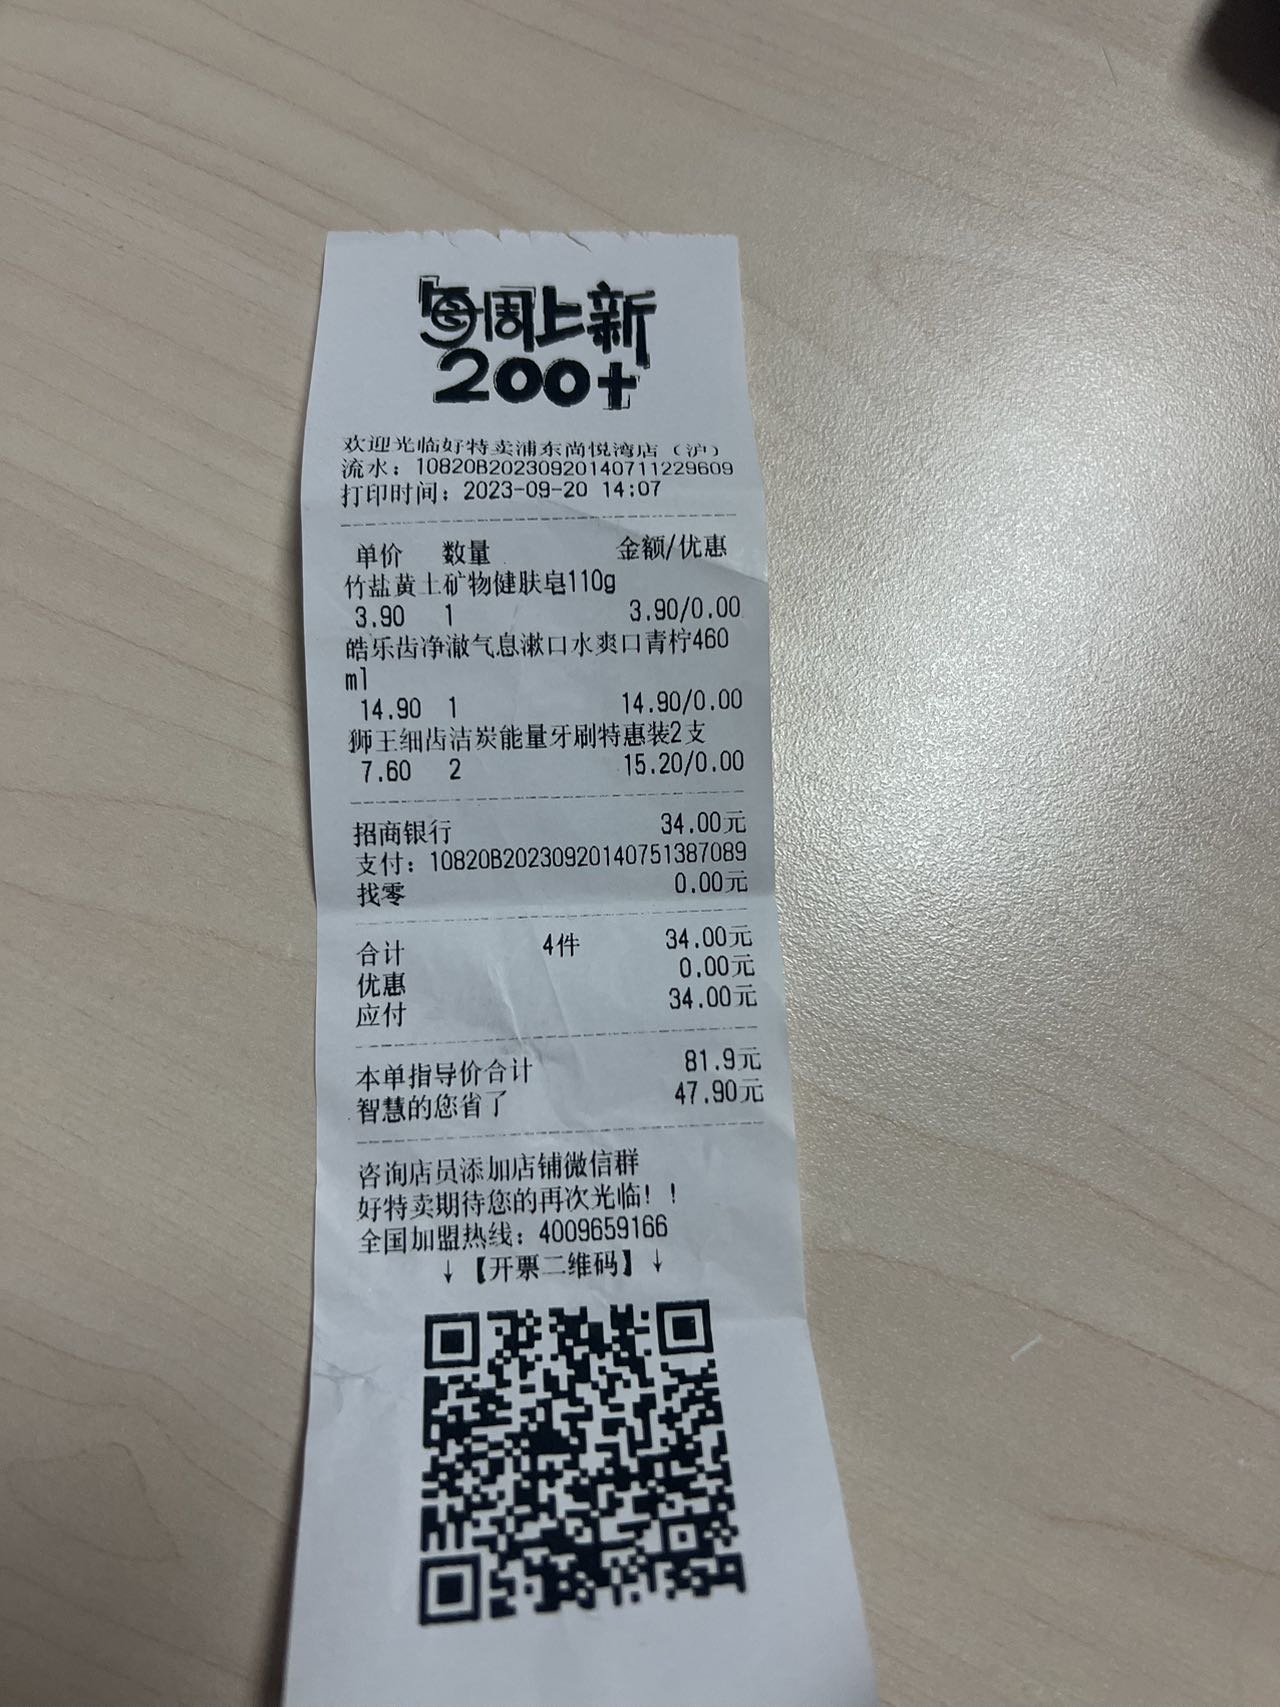 每周上新
200+
欢迎光临好特卖浦东尚悦湾店（沪）
流水：10820B20230920140711229609
打印时间：2023-09-20 14:07
单价 数量 金额/优惠
竹盐黄土矿物健肤皂110g
3.90 1 3.90/0.00
皓乐齿净澈气息漱口水爽口青柠460
ml
14.90 1 14.90/0.00
狮王细齿洁炭能量牙刷特惠装2支
7.60 2 15.20/0.00
招商银行 34.00元
支付：10820B20230920140751387089
找零 0.00元
合计 4件 34.00元
优惠 0.00元
应付 34.00元
本单指导价合计 81.9元
智慧的您省了 47.90元
咨询店员添加店铺微信群
好特卖期待您的再次光临！！
全国加盟热线：4009659166
↓【开票二维码】↓